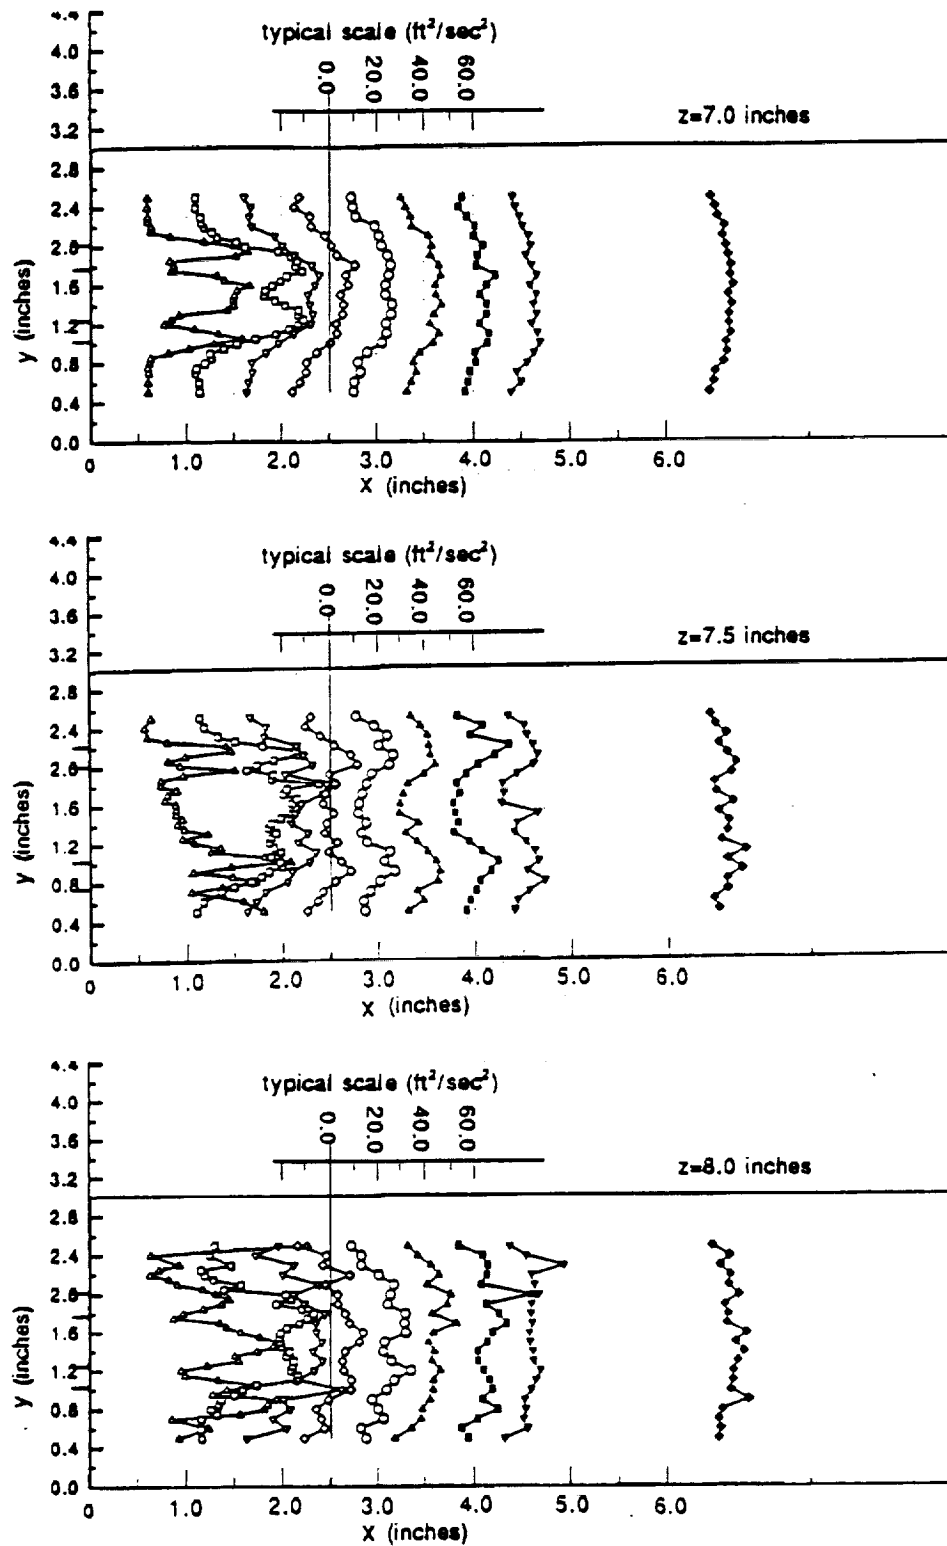 4.4
typical scale (ft²/sec²)
4.0
0.0 20.0 40.0 60.0
3.6
z=7.0 inches
3.2
2.8
2.4
2.0
1.6
1.2
0.8
0.4
0.0
y (inches)
0 1.0 2.0 3.0 4.0 5.0 6.0
X (inches)
4.4
typical scale (ft²/sec²)
4.0
0.0 20.0 40.0 60.0
3.6
z=7.5 inches
3.2
2.8
2.4
2.0
1.6
1.2
0.8
0.4
0.0
y (inches)
0 1.0 2.0 3.0 4.0 5.0 6.0
X (inches)
4.4
typical scale (ft²/sec²)
4.0
0.0 20.0 40.0 60.0
3.6
z=8.0 inches
3.2
2.8
2.4
2.0
1.6
1.2
0.8
0.4
0.0
y (inches)
0 1.0 2.0 3.0 4.0 5.0 6.0
X (inches)